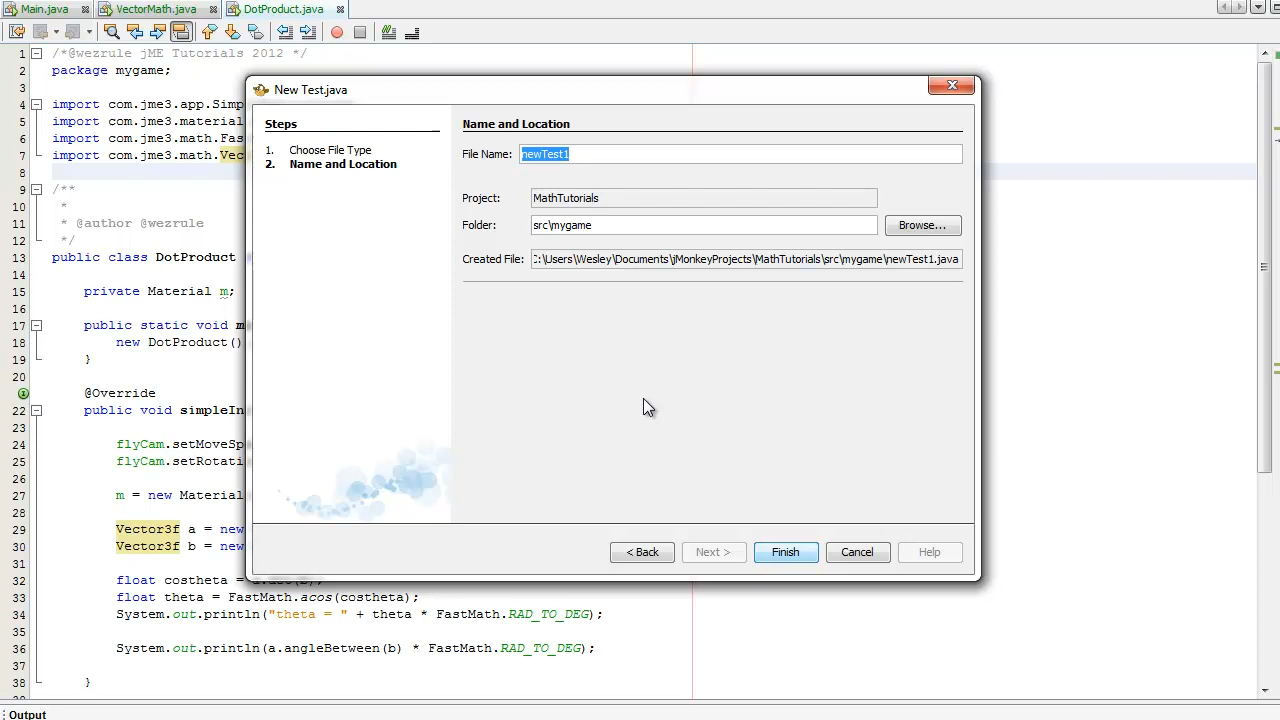 Main.java
VectorMath.java
DotProduct.java
1 /*@wezrule jME Tutorials 2012 */
2 package mygame;
3
4 import com.jme3.app.
5 import com.jme3.material
6 import com.jme3.math.
7 import com.jme3.math.
8
9 /**
10 *
11 * @author @wezrule
12 */
13 public class DotProduct
14
15 private Material m;
16
17 public static void
18 new DotProduct()
19 }
20
@Override
22 public void
23
24 flyCam.
25 flyCam.
26
27 m = new Material
28
29 Vector3f a = new
30 Vector3f b = new
31
32 float costheta =
33 float theta = FastMath.acos(costheta);
34 System.out.println("theta = " + theta * FastMath.RAD_TO_DEG);
35
36 System.out.println(a.angleBetween(b) * FastMath.RAD_TO_DEG);
37
38 }
New Test.java
Steps
1. Choose File Type
2. Name and Location
Name and Location
File Name: newTest1
Project: MathTutorials
Folder: src\mygame
Browse...
Created File: :\Users\Wesley\Documents\jMonkeyProjects\MathTutorials\src\mygame\newTest1.java
< Back
Next >
Finish
Cancel
Help
Output